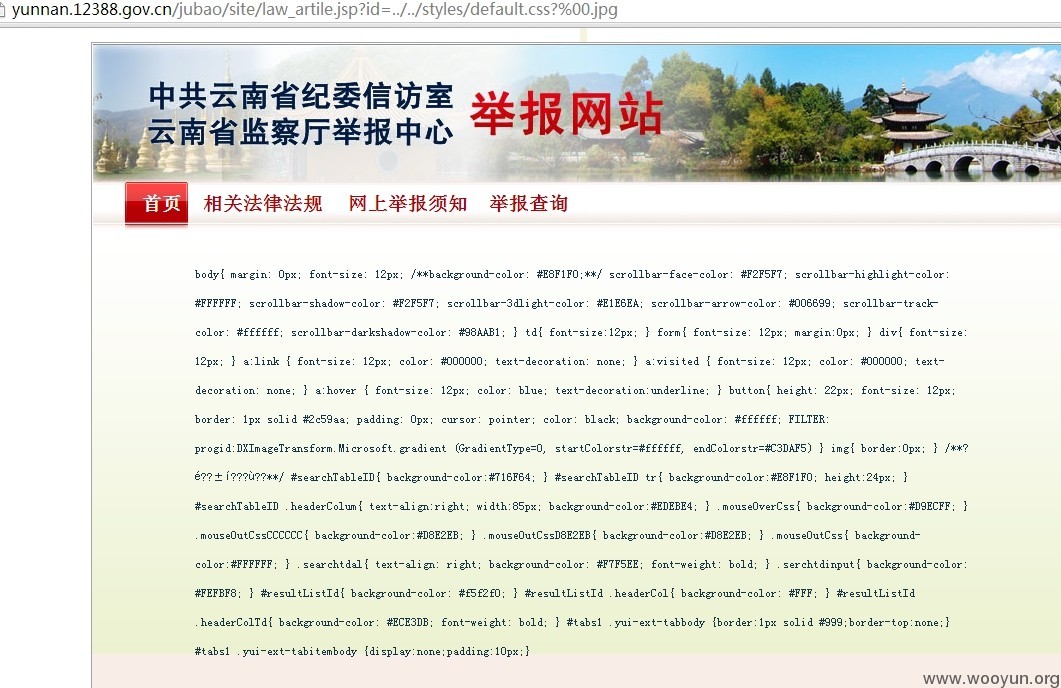 yunnan.12388.gov.cn/jubao/site/law_artile.jsp?id=../../styles/default.css?%00.jpg
中共云南省纪委信访室
云南省监察厅举报中心
举报网站
首页 相关法律法规 网上举报须知 举报查询
body{ margin: 0px; font-size: 12px; /**background-color: #E8F1F0;**/ scrollbar-face-color: #F2F5F7; scrollbar-highlight-color:
#FFFFFF; scrollbar-shadow-color: #F2F5F7; scrollbar-3dlight-color: #E1E6EA; scrollbar-arrow-color: #006699; scrollbar-track-
color: #ffffff; scrollbar-darkshadow-color: #98AAB1; } td{ font-size:12px; } form{ font-size: 12px; margin:0px; } div{ font-size:
12px; } a:link { font-size: 12px; color: #000000; text-decoration: none; } a:visited { font-size: 12px; color: #000000; text-
decoration: none; } a:hover { font-size: 12px; color: blue; text-decoration:underline; } button{ height: 22px; font-size: 12px;
border: 1px solid #2c59aa; padding: 0px; cursor: pointer; color: black; background-color: #ffffff; FILTER:
progid:DXImageTransform.Microsoft.gradient (GradientType=0, startColorstr=#ffffff, endColorstr=#C3DAF5) } img{ border:0px; } /**?
é??±í???ù??**/ #searchTableID{ background-color:#716F64; } #searchTableID tr{ background-color:#E8F1F0; height:24px; }
#searchTableID .headerColum{ text-align:right; width:85px; background-color:#EDEBE4; } .mouseOverCss{ background-color:#D9ECFF; }
.mouseOutCssCCCCCC{ background-color:#D8E2EB; } .mouseOutCssD8E2EB{ background-color:#D8E2EB; } .mouseOutCss{ background-
color:#FFFFFF; } .searchtdal{ text-align: right; background-color: #F7F5EE; font-weight: bold; } .serchtdinput{ background-color:
#FEFBF8; } #resultListId{ background-color: #f5f2f0; } #resultListId .headerCol{ background-color: #FFF; } #resultListId
.headerColTd{ background-color: #ECE3DB; font-weight: bold; } #tabs1 .yui-ext-tabbody {border:1px solid #999;border-top:none;}
#tabs1 .yui-ext-tabitembody {display:none;padding:10px;}
www.wooyun.org